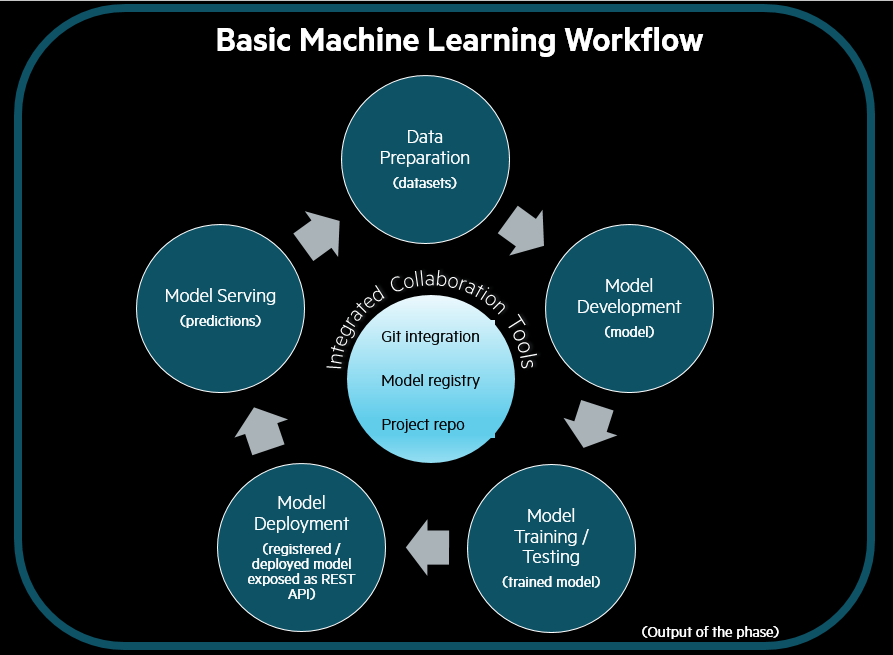 Basic Machine Learning Workflow
Data
Preparation
(datasets)
Model
Development
(model)
Model
Training /
Testing
(trained model)
Model
Deployment
(registered /
deployed model
exposed as REST
API)
Model Serving
(predictions)
Integrated Collaboration Tools
Git integration
Model registry
Project repo
(Output of the phase)